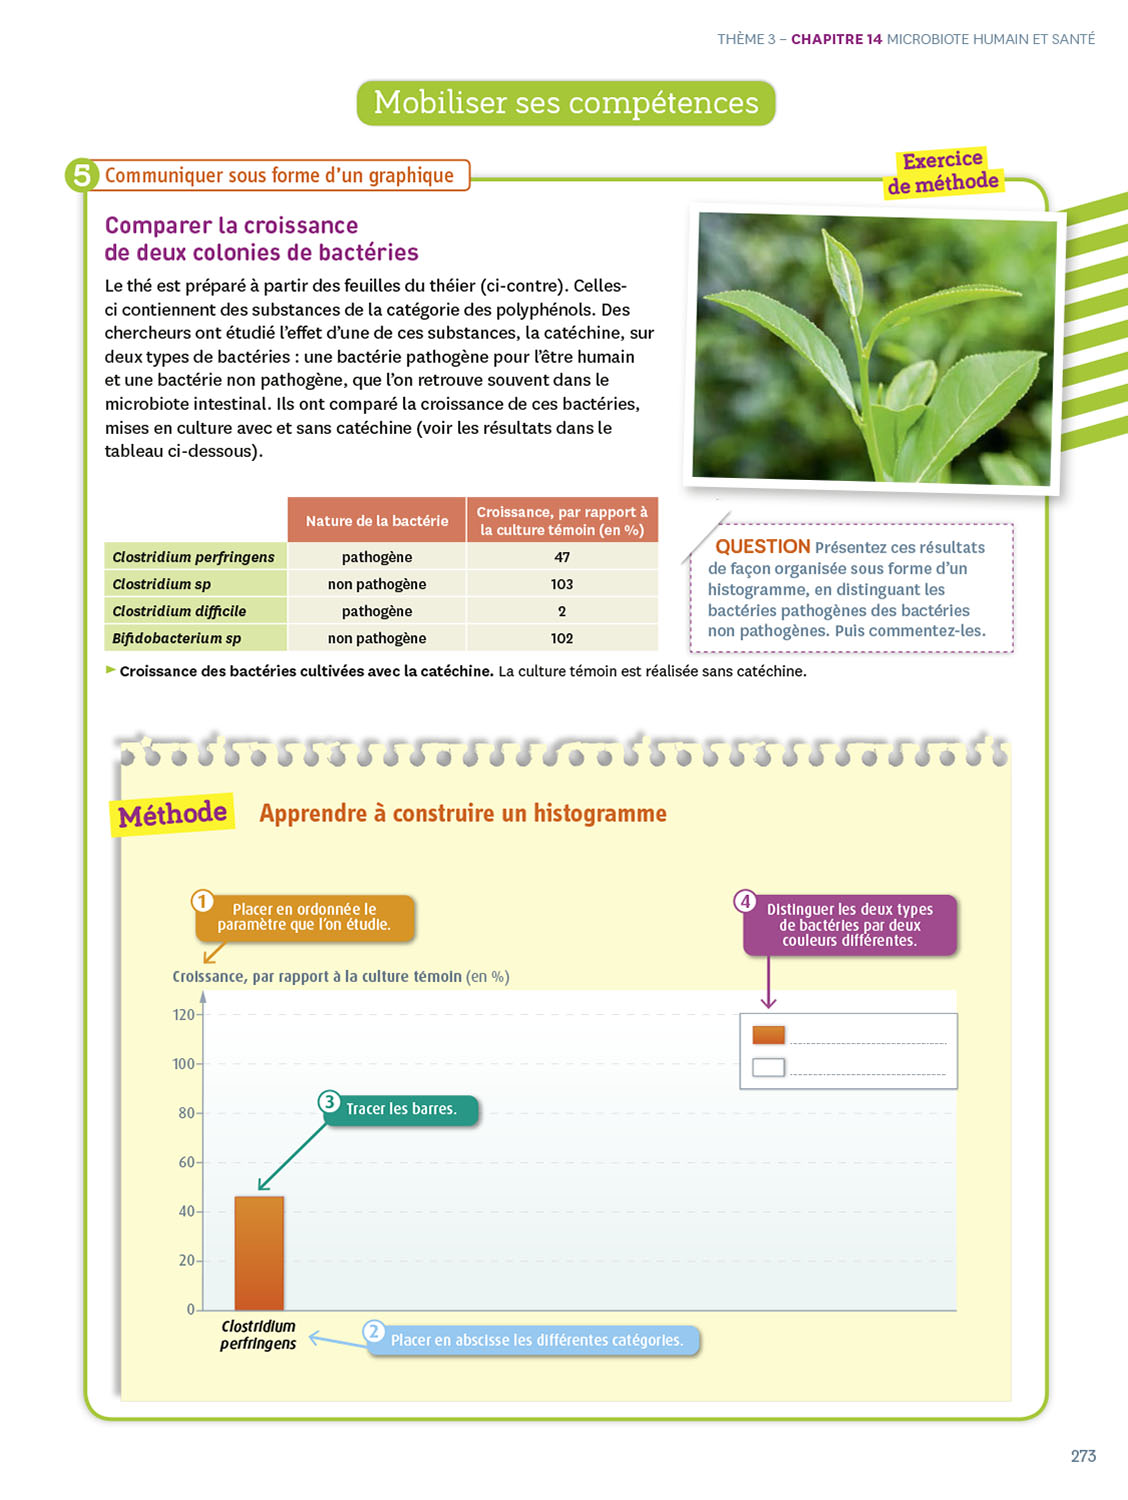 THÈME 3 – CHAPITRE 14 MICROBIOTE HUMAIN ET SANTÉ
Mobiliser ses compétences
5 Communiquer sous forme d'un graphique
Exercice
de méthode
Comparer la croissance
de deux colonies de bactéries
Le thé est préparé à partir des feuilles du théier (ci-contre). Celles-
ci contiennent des substances de la catégorie des polyphénols. Des
chercheurs ont étudié l'effet d'une de ces substances, la catéchine, sur
deux types de bactéries : une bactérie pathogène pour l'être humain
et une bactérie non pathogène, que l'on retrouve souvent dans le
microbiote intestinal. Ils ont comparé la croissance de ces bactéries,
mises en culture avec et sans catéchine (voir les résultats dans le
tableau ci-dessous).
Nature de la bactérie
Croissance, par rapport à
la culture témoin (en %)
Clostridium perfringens pathogène 47
Clostridium sp non pathogène 103
Clostridium difficile pathogène 2
Bifidobacterium sp non pathogène 102
► Croissance des bactéries cultivées avec la catéchine. La culture témoin est réalisée sans catéchine.
QUESTION Présentez ces résultats
de façon organisée sous forme d'un
histogramme, en distinguant les
bactéries pathogènes des bactéries
non pathogènes. Puis commentez-les.
Méthode Apprendre à construire un histogramme
1 Placer en ordonnée le
paramètre que l'on étudie.
4 Distinguer les deux types
de bactéries par deux
couleurs différentes.
Croissance, par rapport à la culture témoin (en %)
120
100
80
60
40
20
0
3 Tracer les barres.
Clostridium
perfringens
2 Placer en abscisse les différentes catégories.
273